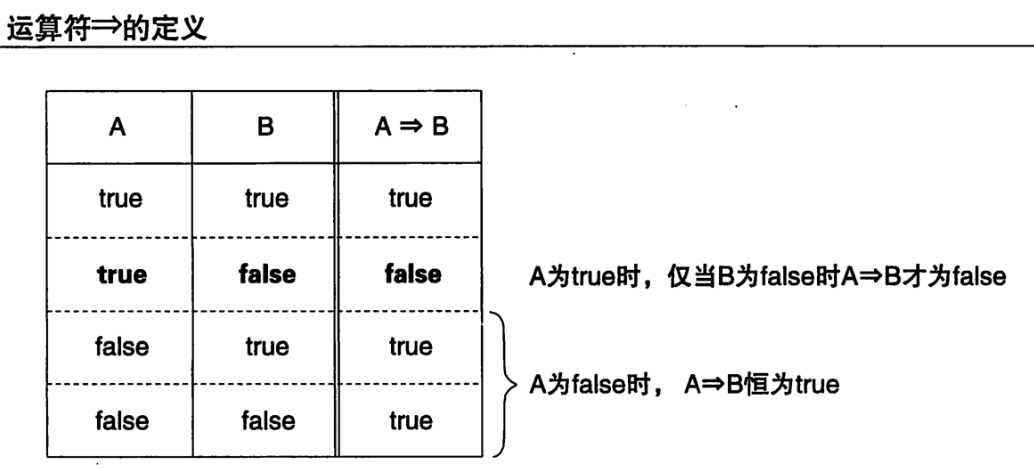 运算符⇒的定义
A B A ⇒ B
true true true
true false false A为true时，仅当B为false时A⇒B才为false
false true true
A为false时， A⇒B恒为true
false false true